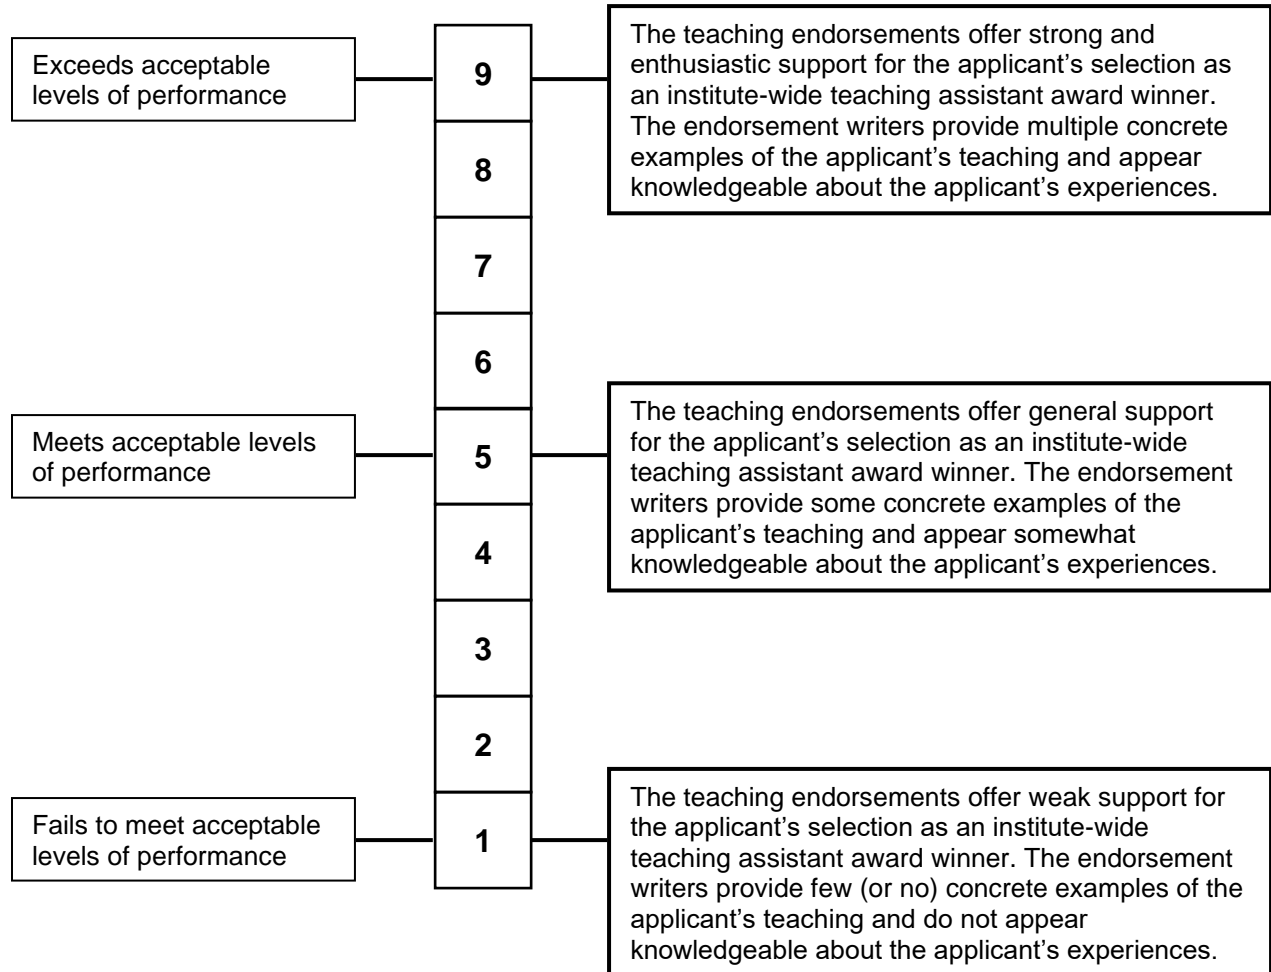 Exceeds acceptable
levels of performance
9
The teaching endorsements offer strong and
enthusiastic support for the applicant’s selection as
an institute-wide teaching assistant award winner.
The endorsement writers provide multiple concrete
examples of the applicant’s teaching and appear
knowledgeable about the applicant’s experiences.
8
7
6
Meets acceptable levels
of performance
5
The teaching endorsements offer general support
for the applicant’s selection as an institute-wide
teaching assistant award winner. The endorsement
writers provide some concrete examples of the
applicant’s teaching and appear somewhat
knowledgeable about the applicant’s experiences.
4
3
2
Fails to meet acceptable
levels of performance
1
The teaching endorsements offer weak support for
the applicant’s selection as an institute-wide
teaching assistant award winner. The endorsement
writers provide few (or no) concrete examples of the
applicant’s teaching and do not appear
knowledgeable about the applicant’s experiences.